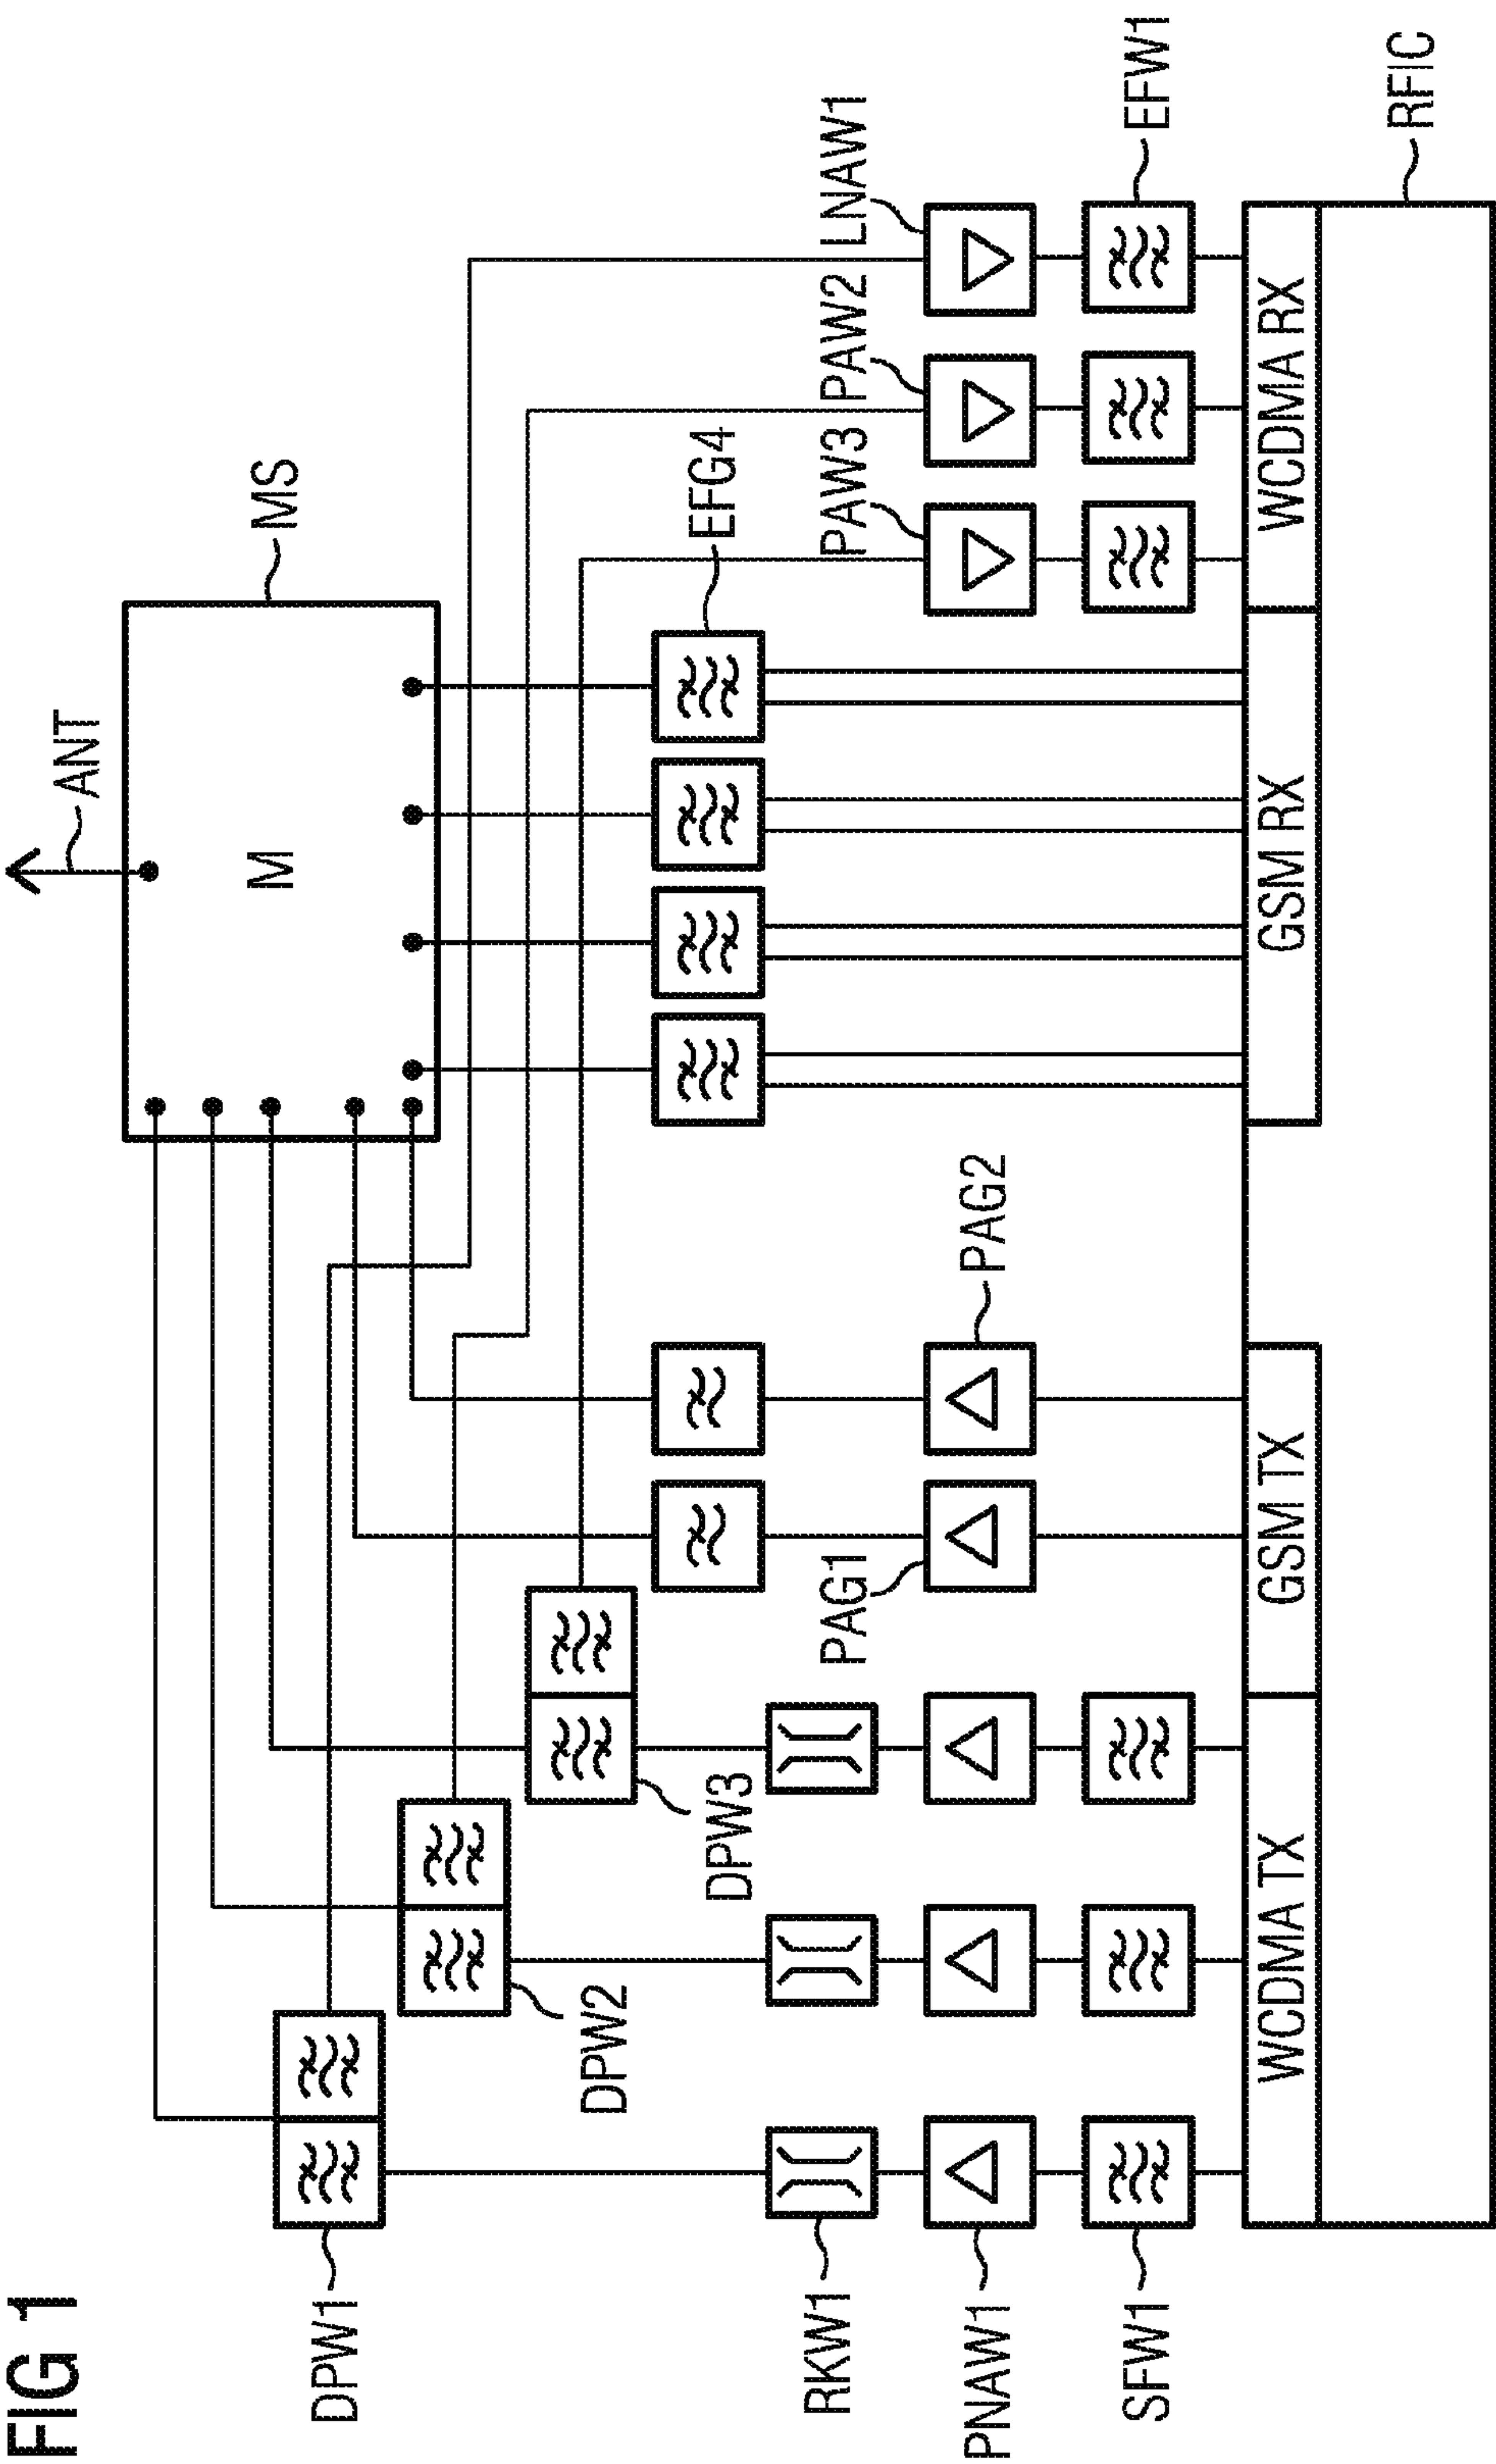 FIG 1
ANT
MS
M
DPW1
DPW2
DPW3
EFG4
RKW1
PAG1
PAW3
PAW2
LNAW1
PNAW1
PAG2
SFW1
EFW1
WCDMA TX
GSM TX
GSM RX
WCDMA RX
RFIC